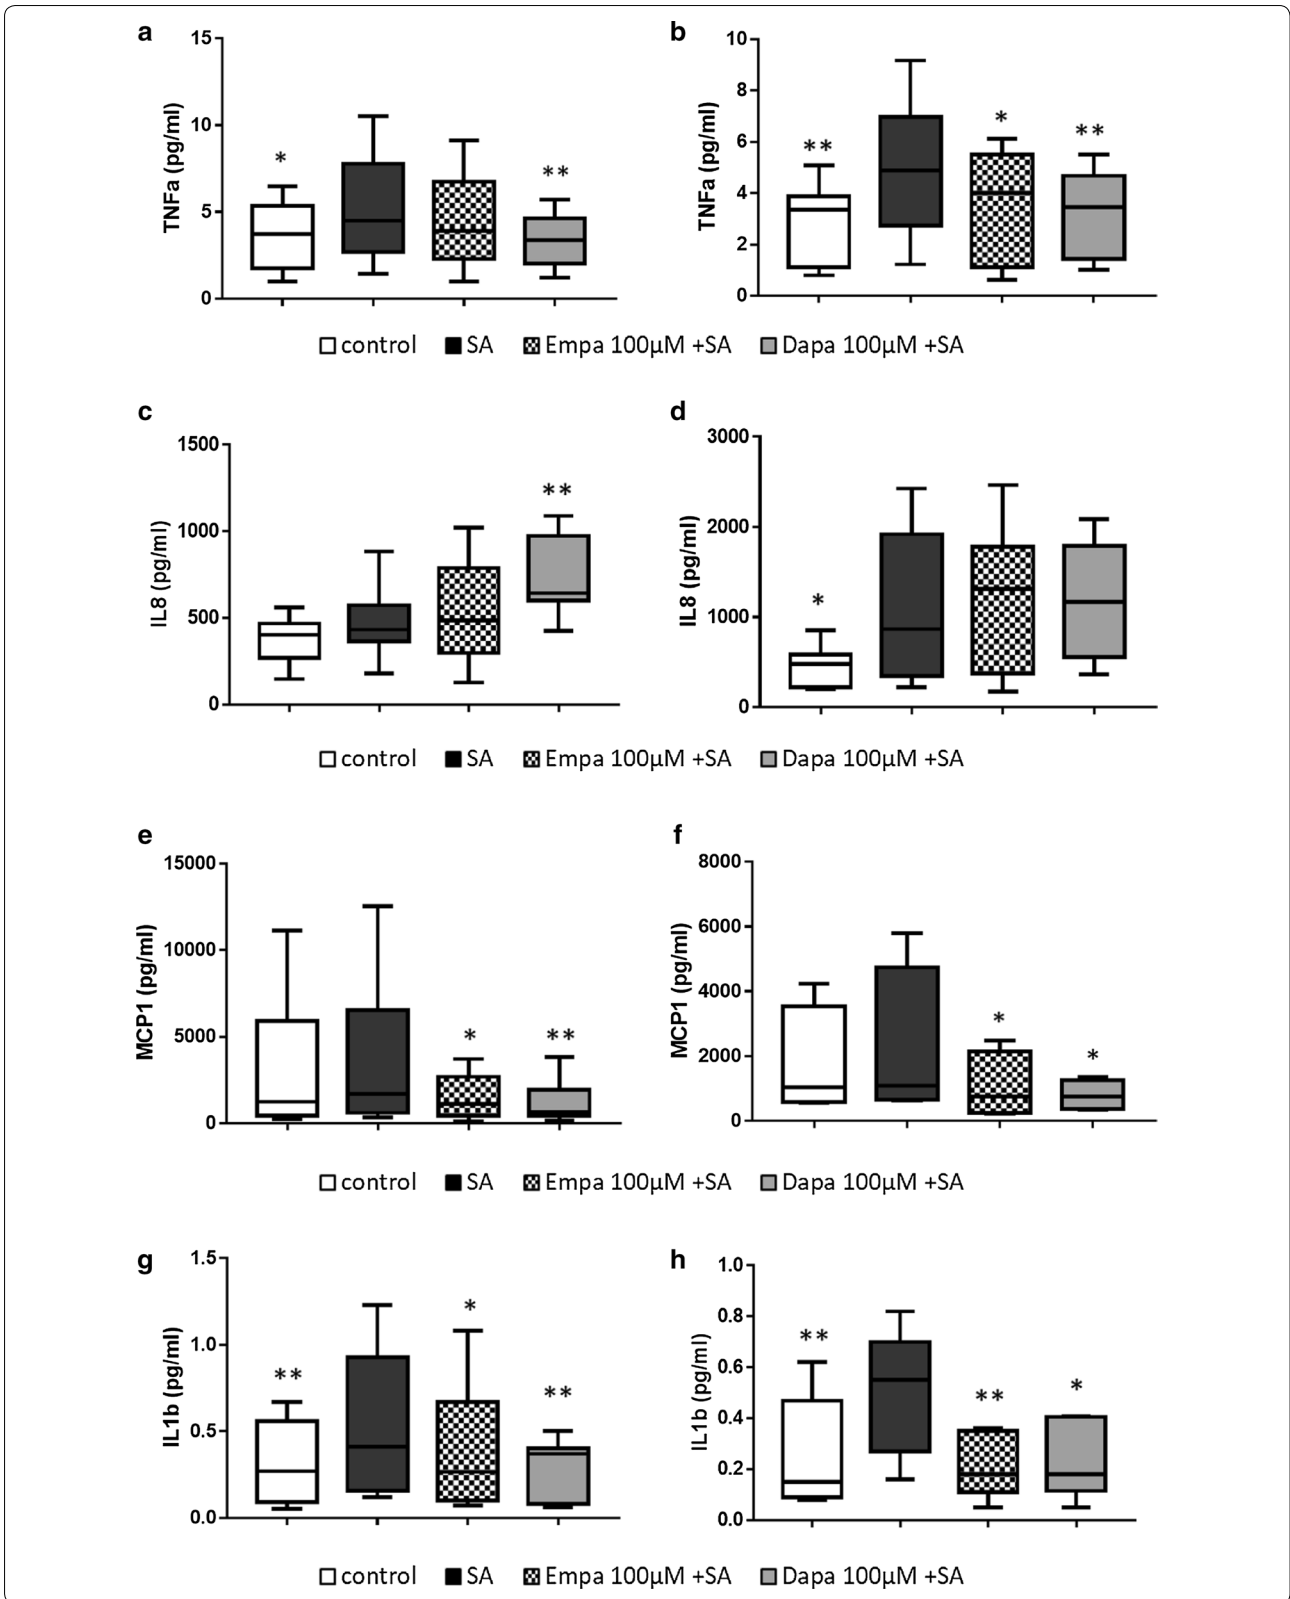 a
15
10
5
0
TNFa (pg/ml)
*
**
b
10
8
6
4
2
0
TNFa (pg/ml)
**
*
**
control SA Empa 100µM +SA Dapa 100µM +SA
c
1500
1000
500
0
IL8 (pg/ml)
**
d
3000
2000
1000
0
IL8 (pg/ml)
*
control SA Empa 100µM +SA Dapa 100µM +SA
e
15000
10000
5000
0
MCP1 (pg/ml)
*
**
f
8000
6000
4000
2000
0
MCP1 (pg/ml)
*
*
control SA Empa 100µM +SA Dapa 100µM +SA
g
1.5
1.0
0.5
0.0
IL1b (pg/ml)
**
*
**
h
1.0
0.8
0.6
0.4
0.2
0.0
IL1b (pg/ml)
**
**
*
control SA Empa 100µM +SA Dapa 100µM +SA